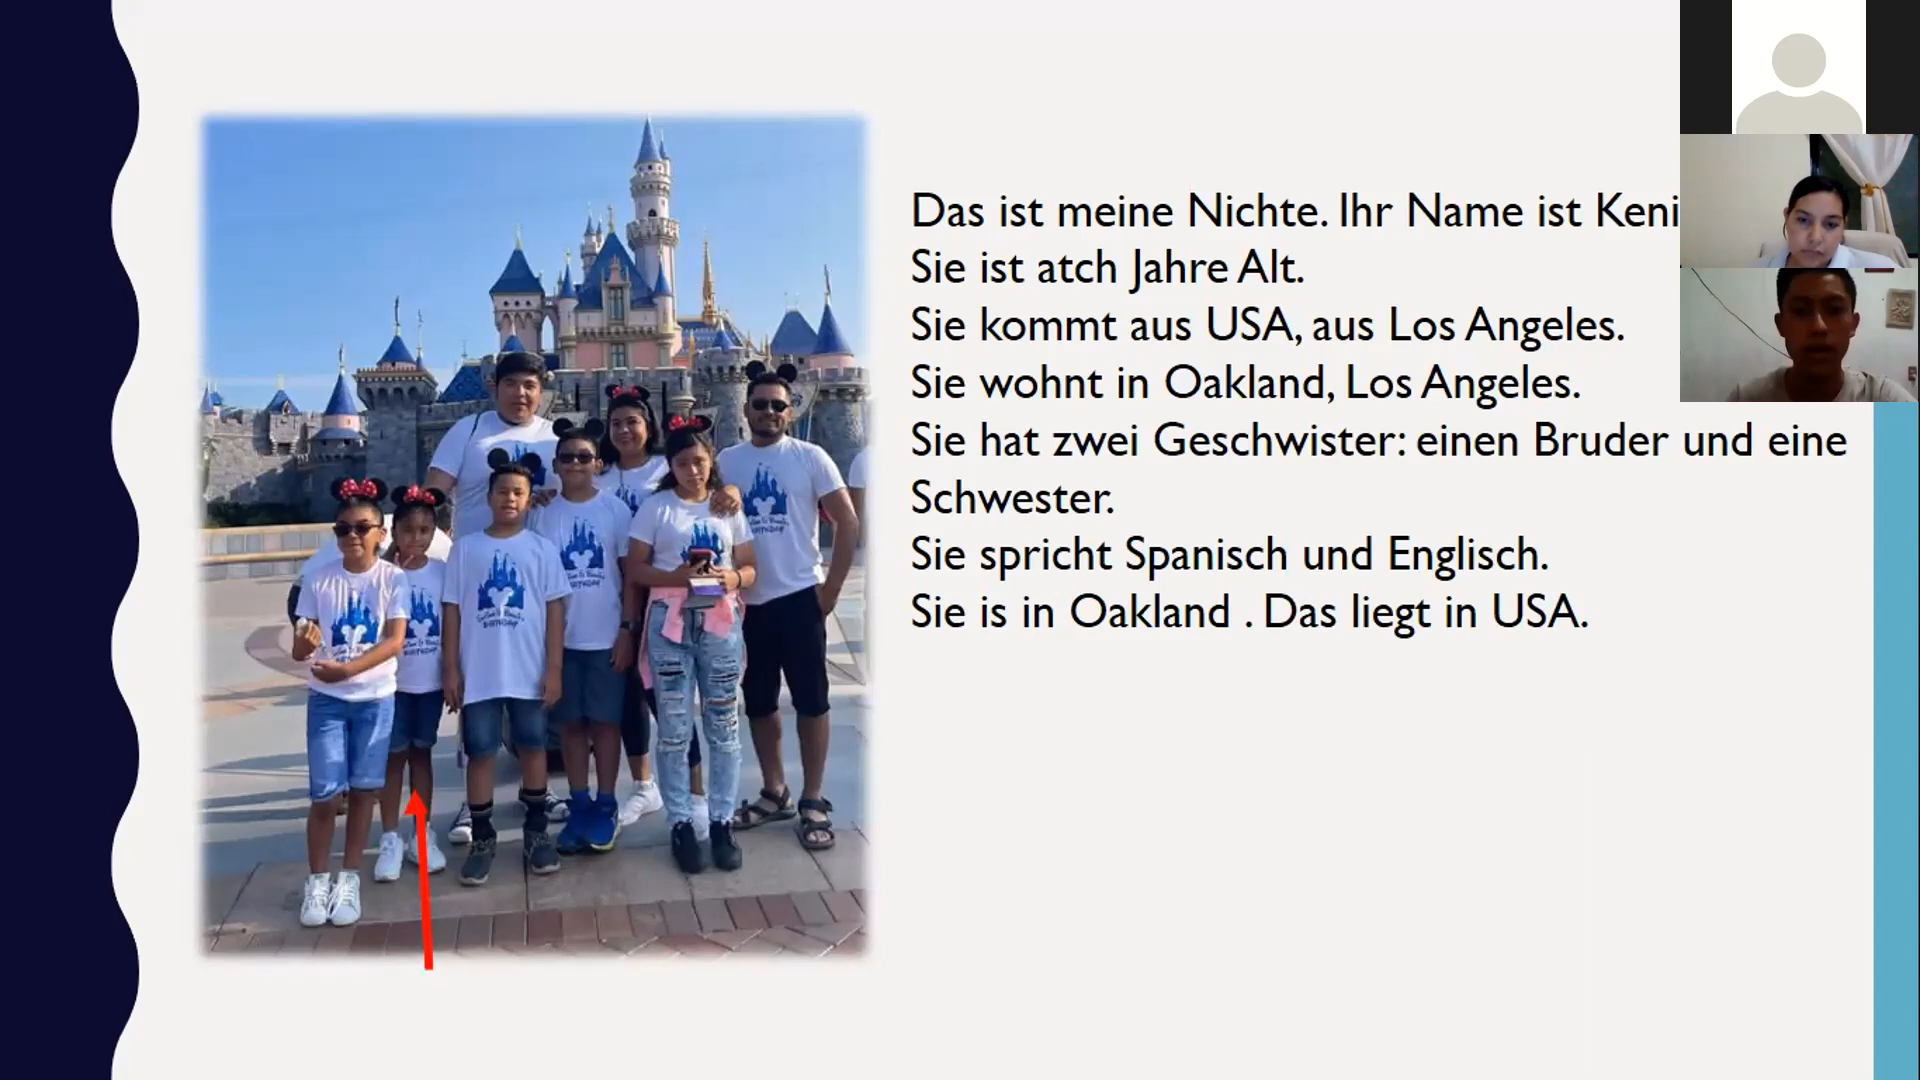 Das ist meine Nichte. Ihr Name ist Keni
Sie ist atch Jahre Alt.
Sie kommt aus USA, aus Los Angeles.
Sie wohnt in Oakland, Los Angeles.
Sie hat zwei Geschwister: einen Bruder und eine
Schwester.
Sie spricht Spanisch und Englisch.
Sie is in Oakland . Das liegt in USA.
BIRTHDAY